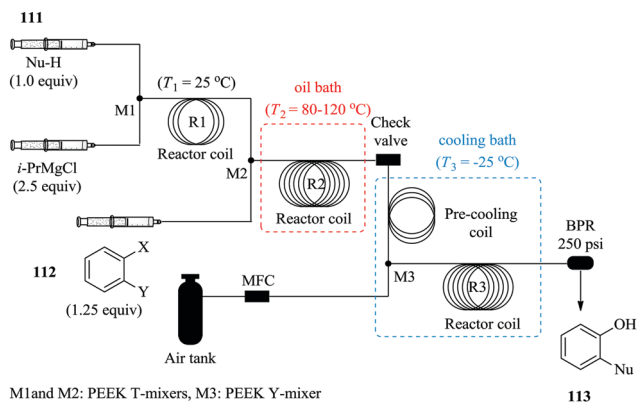 111
Nu-H
(1.0 equiv)
M1
(T1 = 25 °C)
R1
Reactor coil
i-PrMgCl
(2.5 equiv)
M2
oil bath
(T2 = 80-120 °C)
R2
Reactor coil
Check
valve
cooling bath
(T3 = -25 °C)
Pre-cooling
coil
BPR
250 psi
112
X
Y
(1.25 equiv)
MFC
M3
R3
Reactor coil
Air tank
OH
Nu
113
M1and M2: PEEK T-mixers, M3: PEEK Y-mixer